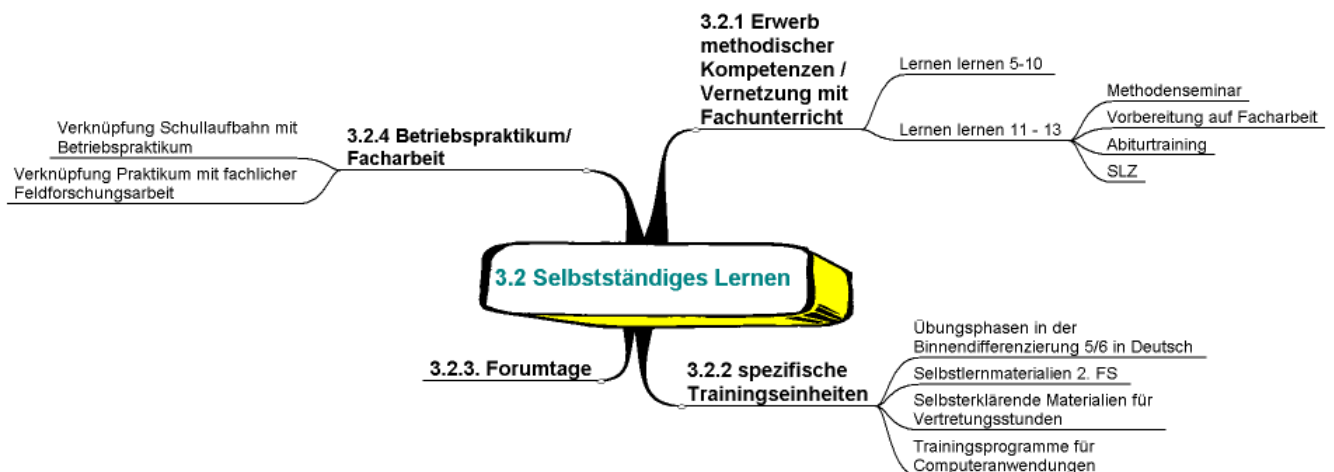 3.2 Selbstständiges Lernen
3.2.1 Erwerb
methodischer
Kompetenzen /
Vernetzung mit
Fachunterricht
Lernen lernen 5-10
Lernen lernen 11 - 13
Methodenseminar
Vorbereitung auf Facharbeit
Abiturtraining
SLZ
3.2.2 spezifische
Trainingseinheiten
Übungsphasen in der
Binnendifferenzierung 5/6 in Deutsch
Selbstlernmaterialien 2. FS
Selbsterklärende Materialien für
Vertretungsstunden
Trainingsprogramme für
Computeranwendungen
3.2.3. Forumtage
3.2.4 Betriebspraktikum/
Facharbeit
Verknüpfung Schullaufbahn mit
Betriebspraktikum
Verknüpfung Praktikum mit fachlicher
Feldforschungsarbeit